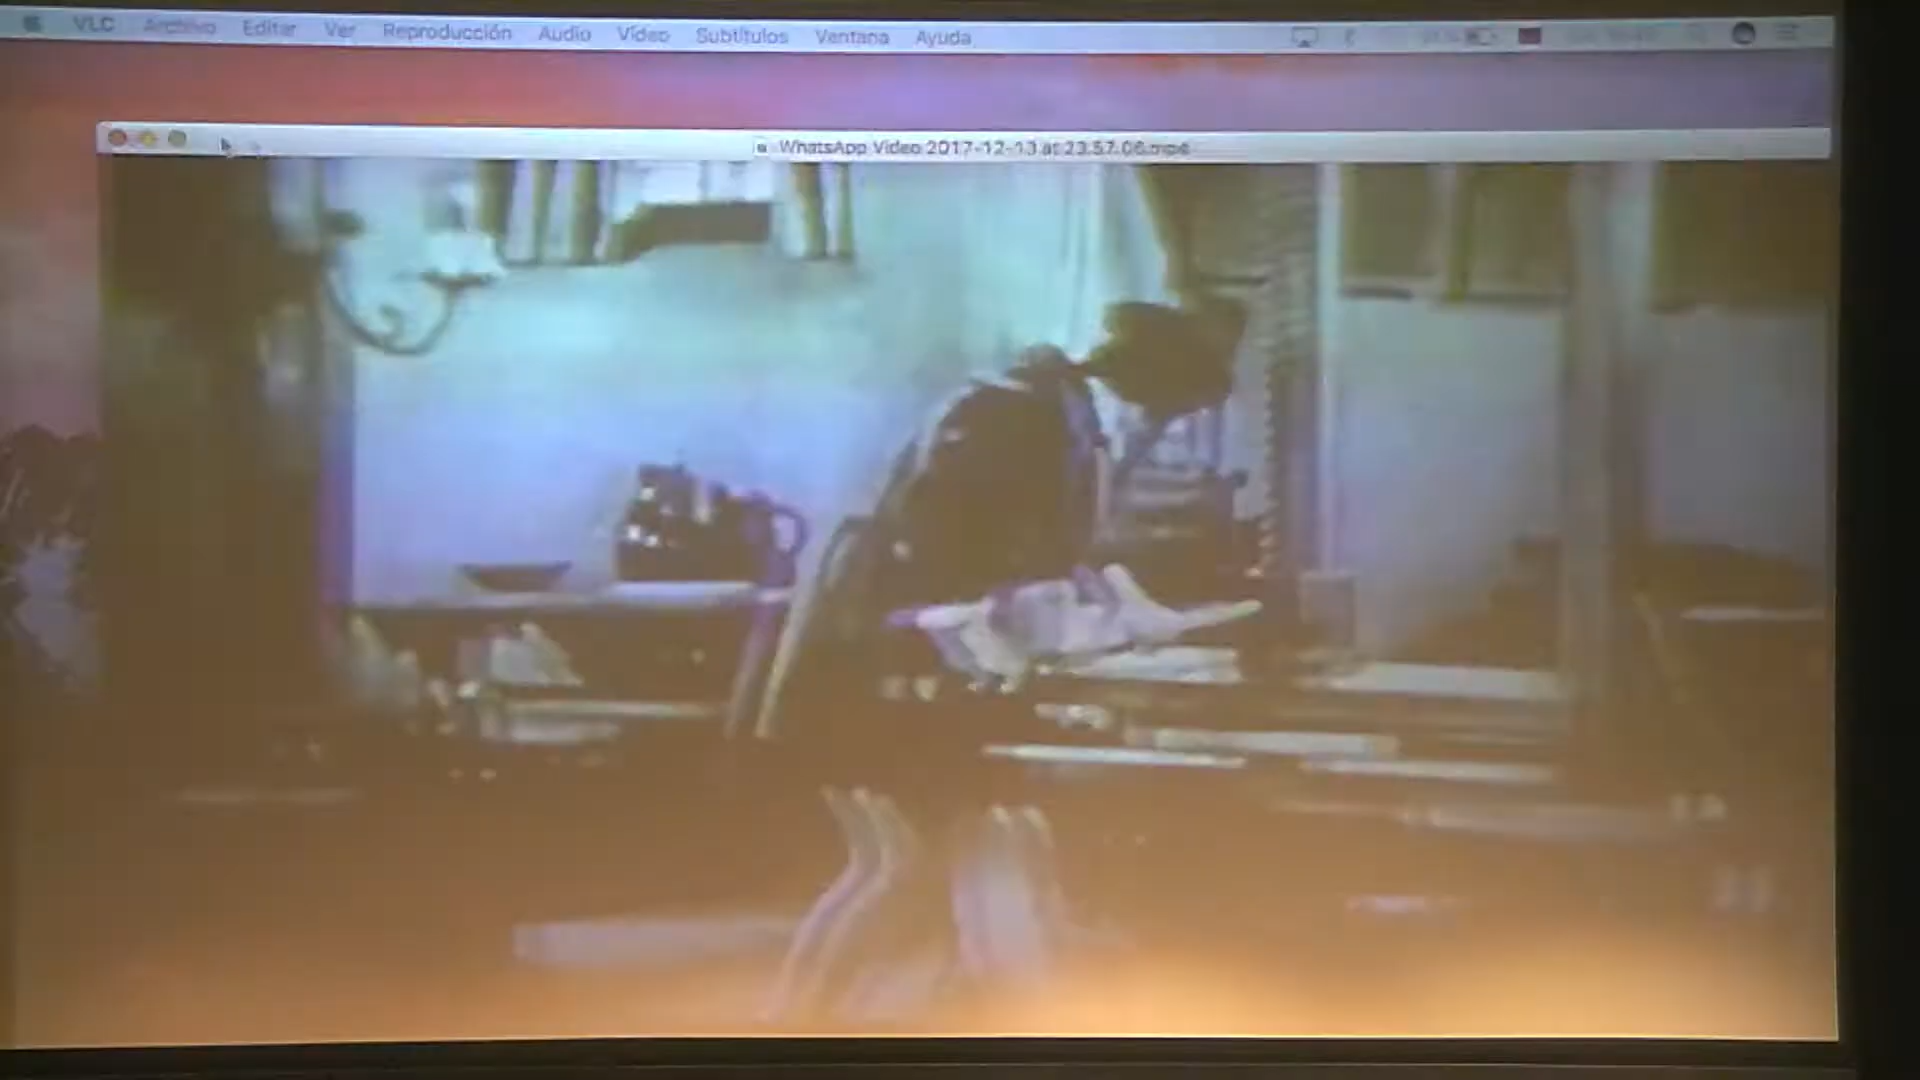 VLC Archivo Editar Ver Reproducción Audio Vídeo Subtítulos Ventana Ayuda
WhatsApp Video 2017-12-13 at 23.57.06.mp4